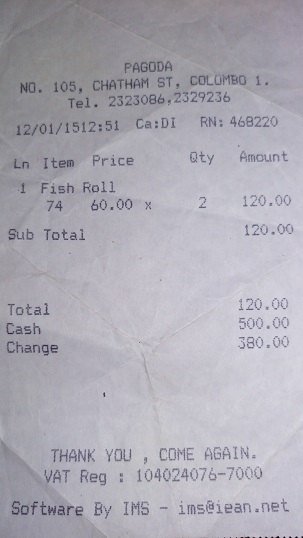 PAGODA
NO. 105, CHATHAM ST, COLOMBO 1.
Tel. 2323086,2329236
12/01/1512:51 Ca:DI RN: 468220
Ln Item Price Qty Amount
1 Fish Roll
74 60.00 x 2 120.00
Sub Total 120.00
Total 120.00
Cash 500.00
Change 380.00
THANK YOU , COME AGAIN.
VAT Reg : 104024076-7000
Software By IMS - ims@iean.net